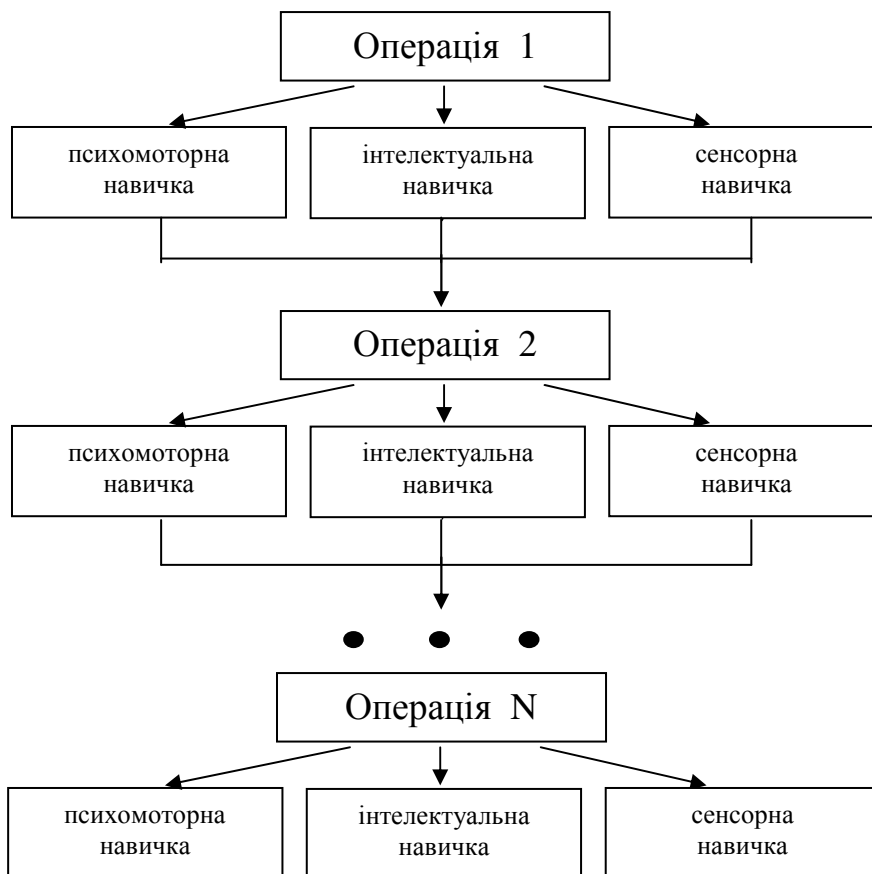 Операція 1
психомоторна
навичка
інтелектуальна
навичка
сенсорна
навичка
Операція 2
психомоторна
навичка
інтелектуальна
навичка
сенсорна
навичка
Операція N
психомоторна
навичка
інтелектуальна
навичка
сенсорна
навичка